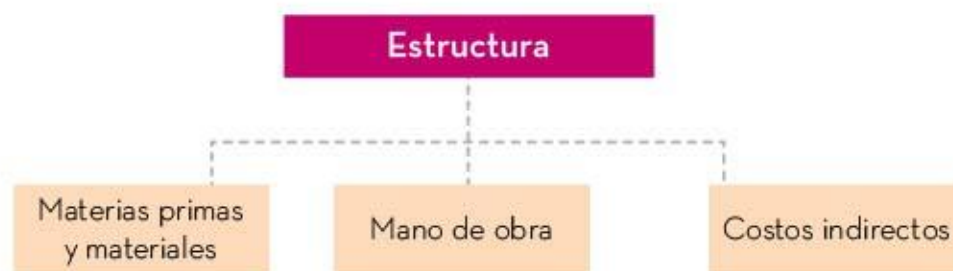 Estructura
Materias primas
y materiales
Mano de obra
Costos indirectos